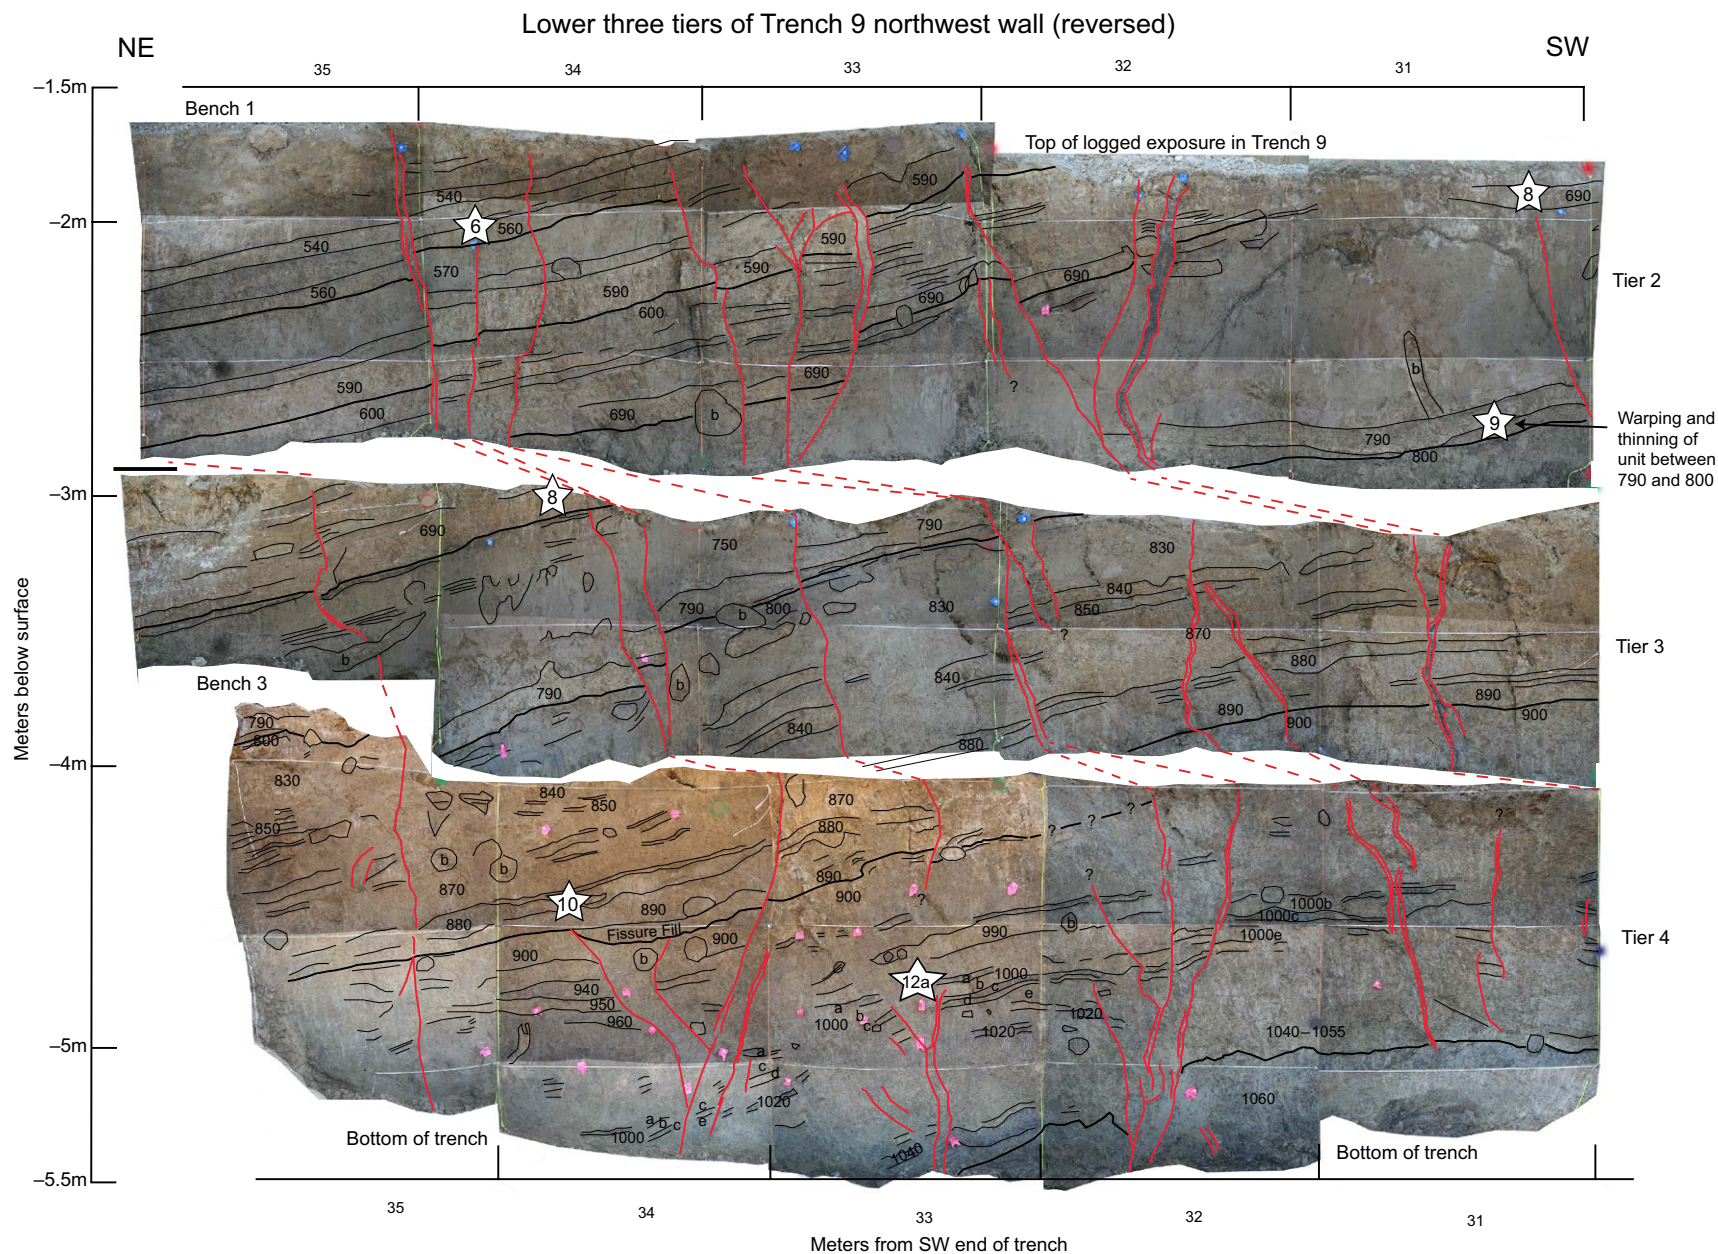 Lower three tiers of Trench 9 northwest wall (reversed)
NE
SW
35 34 33 32 31
–1.5m
Bench 1
Top of logged exposure in Trench 9
590
8
690
540
6
560
–2m
540
590
570
590
690
Tier 2
560
590
690
600
b
590
690
600
690
b
?
9
Warping and
thinning of
unit between
790 and 800
790
800
–3m
8
690
790
750
830
840
790
b
800
830
850
?
870
b
880
Tier 3
b
840
790
890
890
Bench 3
840
900
900
790
800
880
–4m
830
840
850
870
?
?
?
?
850
880
b
b
?
870
890
10
890
900
?
1000b
1000c
880
Fissure Fill
990
b
900
900
1000e
Tier 4
b
12a
1000
a
b
c
d
e
940
950
960
a
1000
b
c
1020
1020
1040–1055
–5m
a
c
d
1020
c
e
a
b
c
1000
1060
1040
Bottom of trench
Bottom of trench
–5.5m
35 34 33 32 31
Meters from SW end of trench
Meters below surface